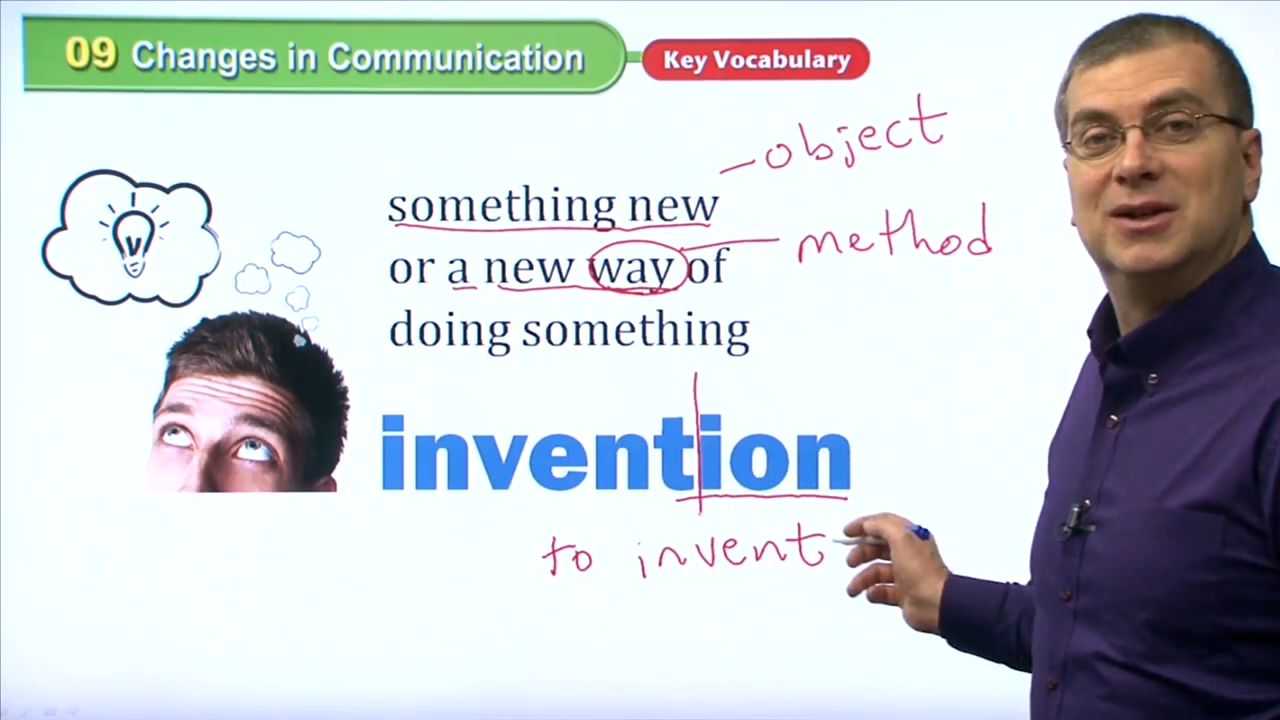 09 Changes in Communication
Key Vocabulary
object
something new
method
or a new way of
doing something
invention
to invent